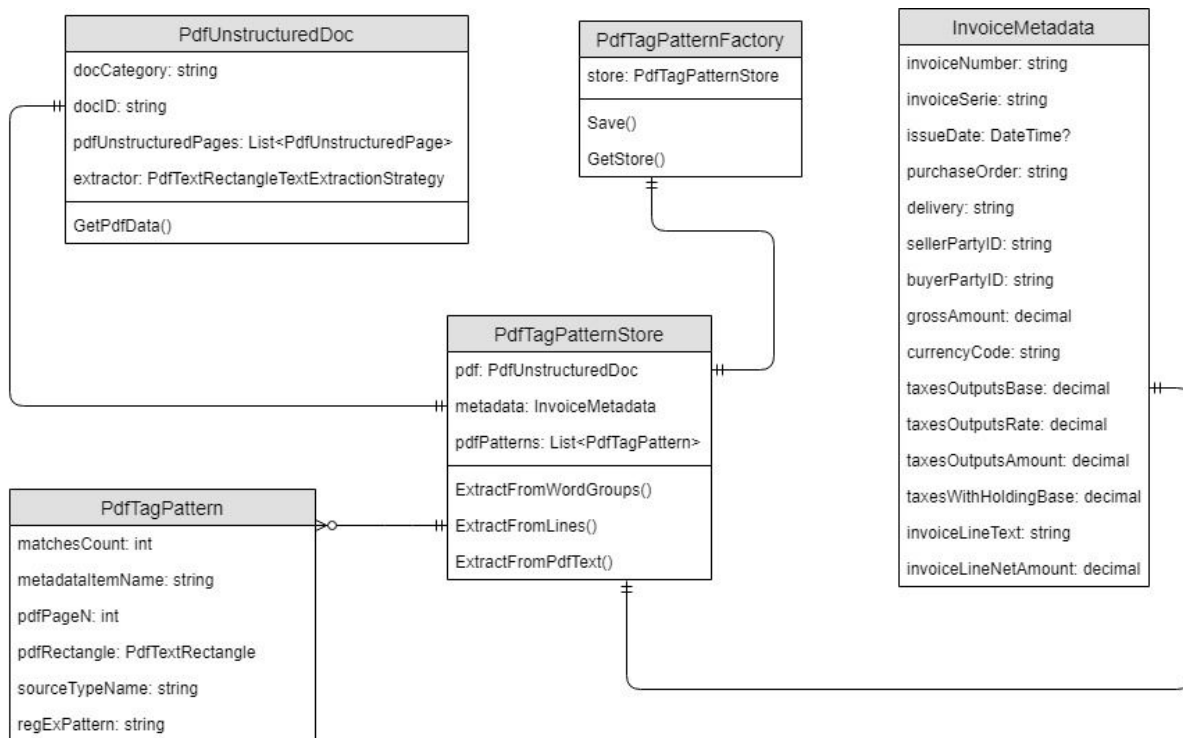 PdfUnstructuredDoc
docCategory: string
docID: string
pdfUnstructuredPages: List<PdfUnstructuredPage>
extractor: PdfTextRectangleTextExtractionStrategy
GetPdfData()
PdfTagPatternFactory
store: PdfTagPatternStore
Save()
GetStore()
InvoiceMetadata
invoiceNumber: string
invoiceSerie: string
issueDate: DateTime?
purchaseOrder: string
delivery: string
sellerPartyID: string
buyerPartyID: string
grossAmount: decimal
currencyCode: string
taxesOutputsBase: decimal
taxesOutputsRate: decimal
taxesOutputsAmount: decimal
taxesWithHoldingBase: decimal
invoiceLineText: string
invoiceLineNetAmount: decimal
PdfTagPatternStore
pdf: PdfUnstructuredDoc
metadata: InvoiceMetadata
pdfPatterns: List<PdfTagPattern>
ExtractFromWordGroups()
ExtractFromLines()
ExtractFromPdfText()
PdfTagPattern
matchesCount: int
metadataItemName: string
pdfPageN: int
pdfRectangle: PdfTextRectangle
sourceTypeName: string
regExPattern: string